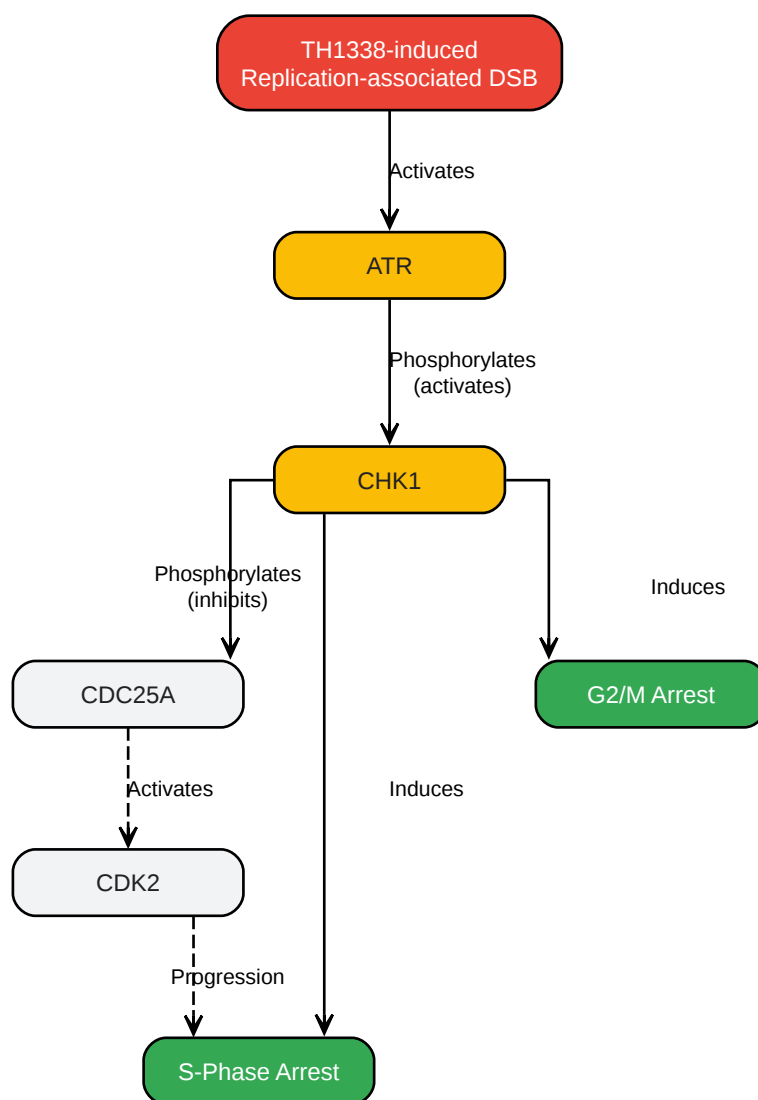 TH1338-induced
Replication-associated DSB
Activates
ATR
Phosphorylates
(activates)
CHK1
Phosphorylates
(inhibits)
Induces
CDC25A
G2/M Arrest
Activates
Induces
CDK2
Progression
S-Phase Arrest